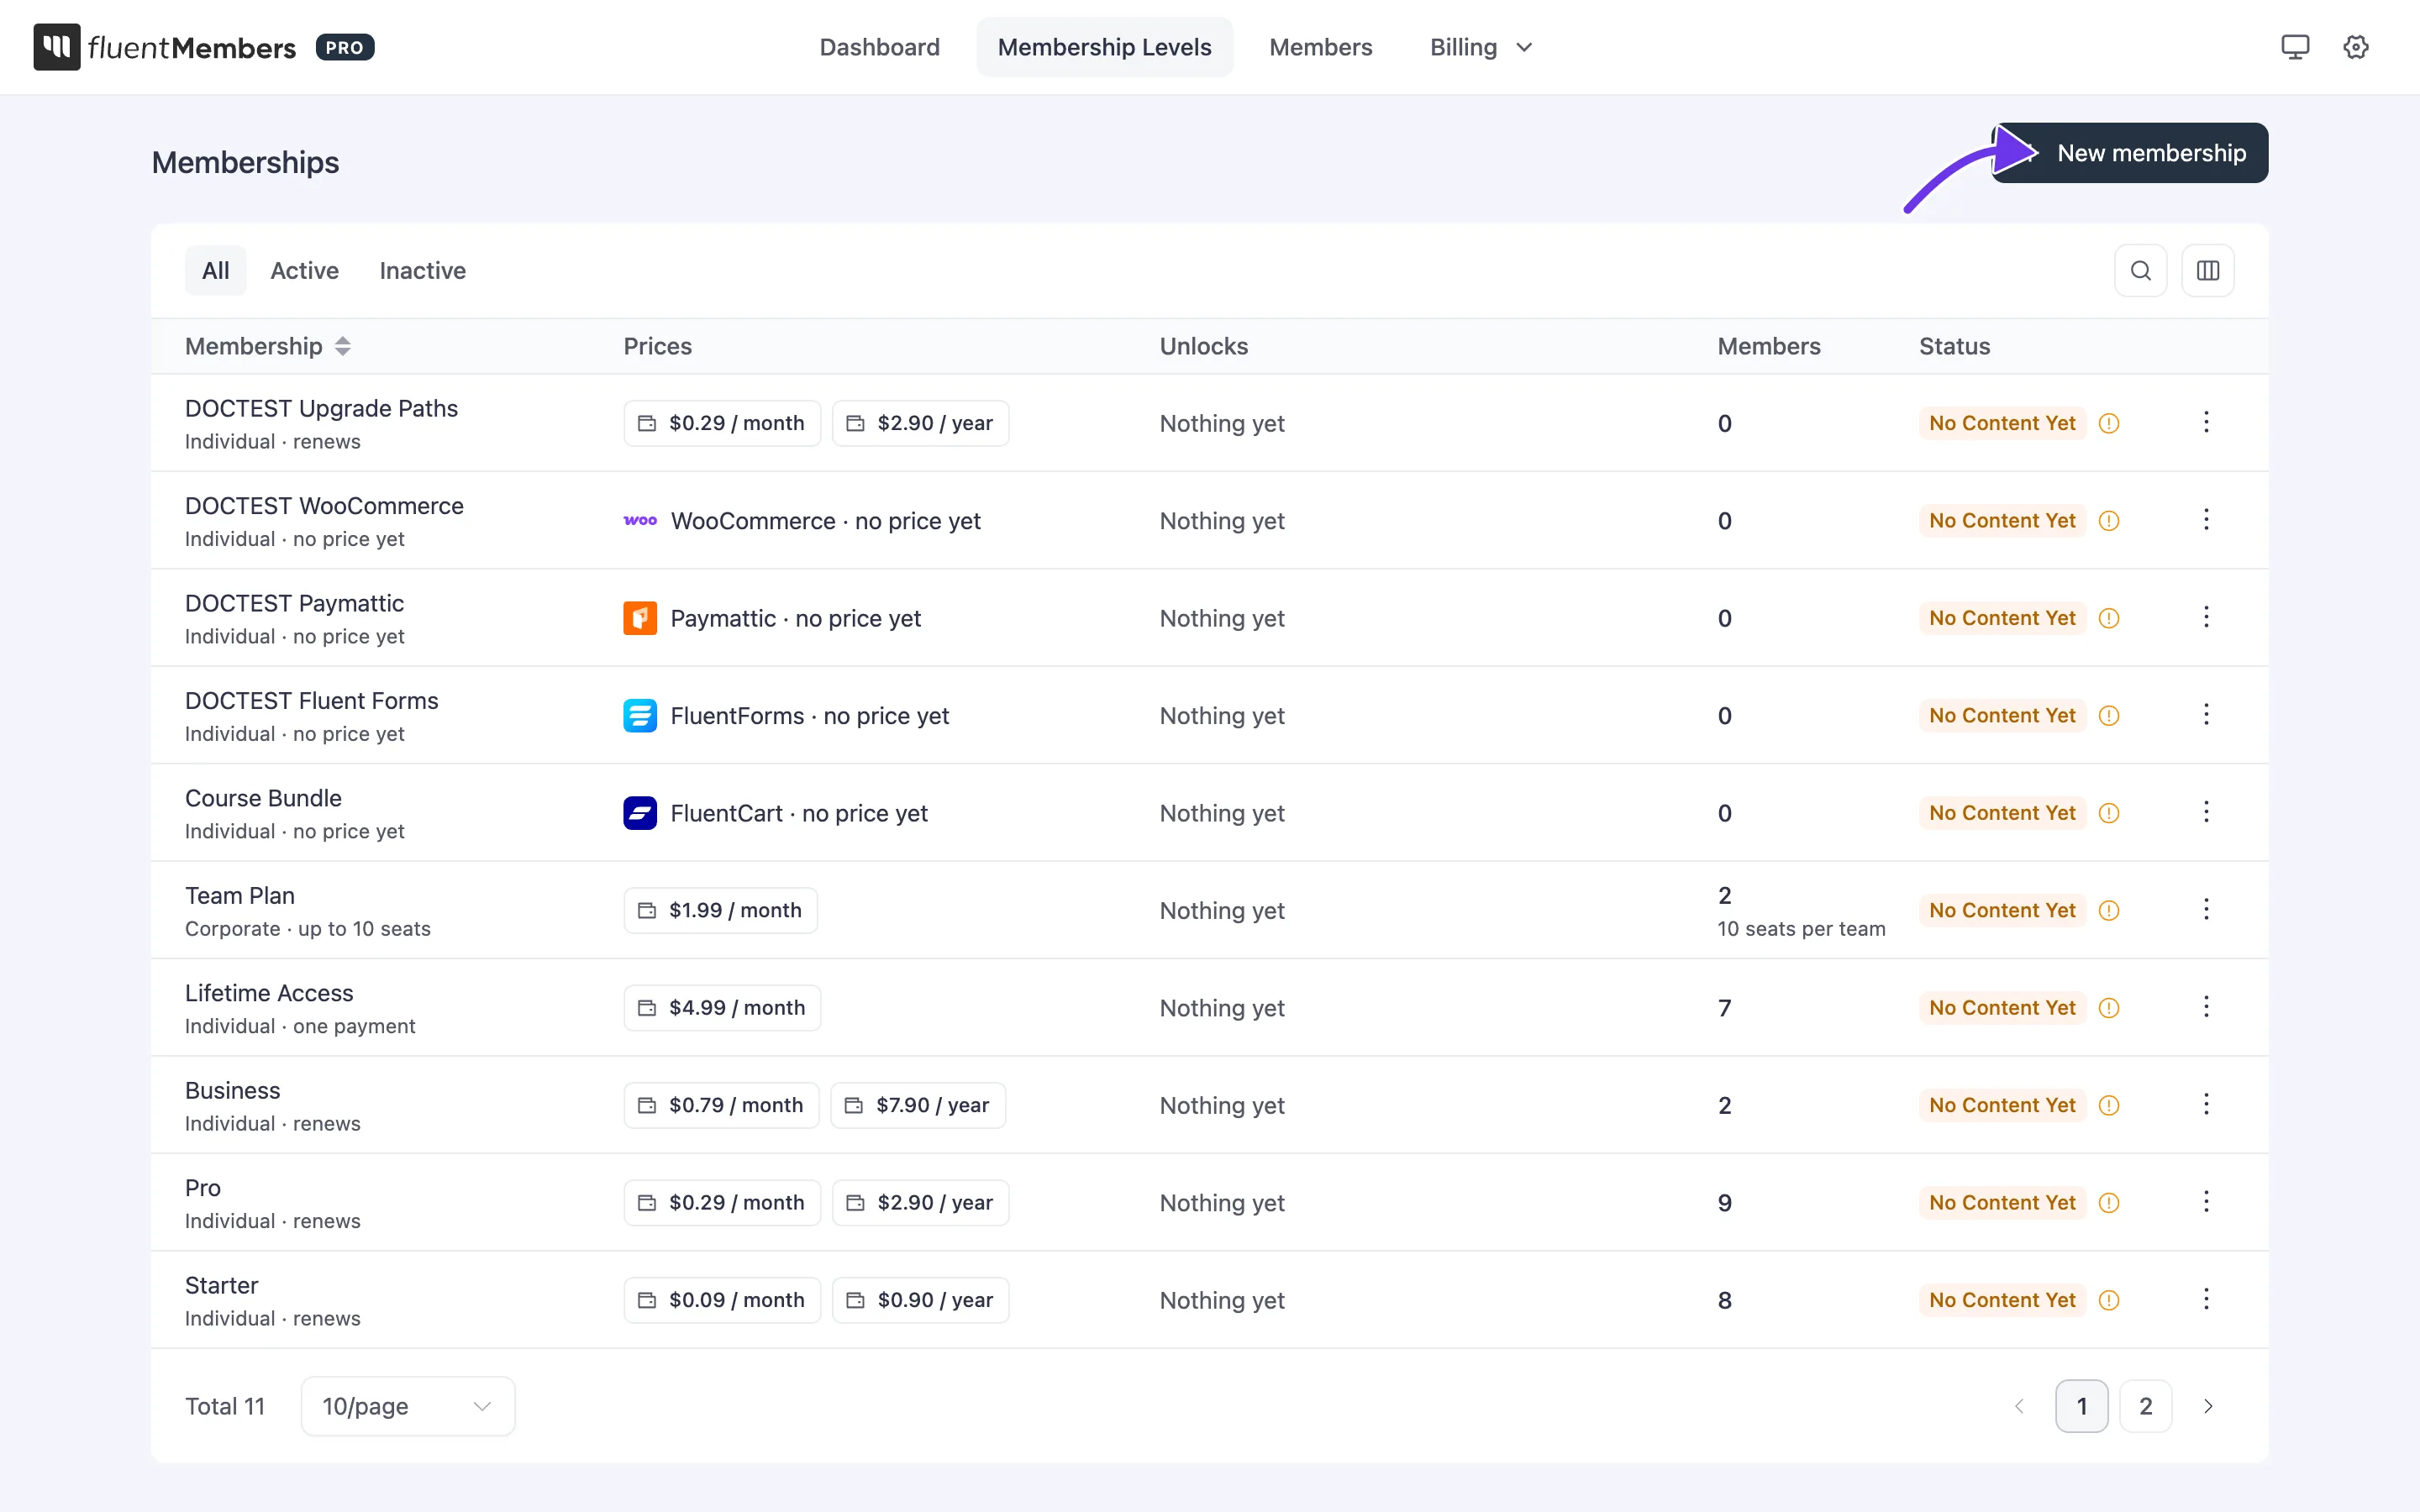 fluentMembers PRO
Dashboard
Membership Levels
Members
Billing
Memberships
New membership
All
Active
Inactive
Membership
Prices
Unlocks
Members
Status
DOCTEST Upgrade Paths
Individual · renews
$0.29 / month
$2.90 / year
Nothing yet
0
No Content Yet
DOCTEST WooCommerce
Individual · no price yet
woo WooCommerce · no price yet
Nothing yet
0
No Content Yet
DOCTEST Paymattic
Individual · no price yet
Paymattic · no price yet
Nothing yet
0
No Content Yet
DOCTEST Fluent Forms
Individual · no price yet
FluentForms · no price yet
Nothing yet
0
No Content Yet
Course Bundle
Individual · no price yet
FluentCart · no price yet
Nothing yet
0
No Content Yet
Team Plan
Corporate · up to 10 seats
$1.99 / month
Nothing yet
2
10 seats per team
No Content Yet
Lifetime Access
Individual · one payment
$4.99 / month
Nothing yet
7
No Content Yet
Business
Individual · renews
$0.79 / month
$7.90 / year
Nothing yet
2
No Content Yet
Pro
Individual · renews
$0.29 / month
$2.90 / year
Nothing yet
9
No Content Yet
Starter
Individual · renews
$0.09 / month
$0.90 / year
Nothing yet
8
No Content Yet
Total 11
10/page
1
2